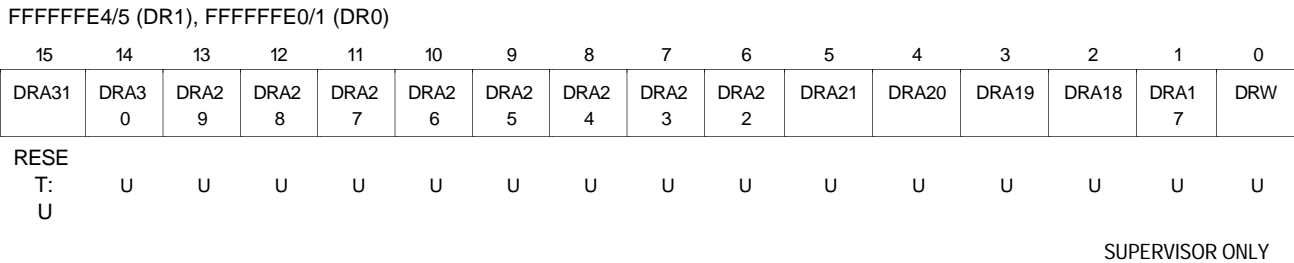 FFFFFFE4/5 (DR1), FFFFFFE0/1 (DR0)
15 14 13 12 11 10 9 8 7 6 5 4 3 2 1 0
DRA31 DRA3 DRA2 DRA2 DRA2 DRA2 DRA2 DRA2 DRA2 DRA2 DRA21 DRA20 DRA19 DRA18 DRA1 DRW
0 9 8 7 6 5 4 3 2 7
RESE
T: U U U U U U U U U U U U U U U
U
SUPERVISOR ONLY